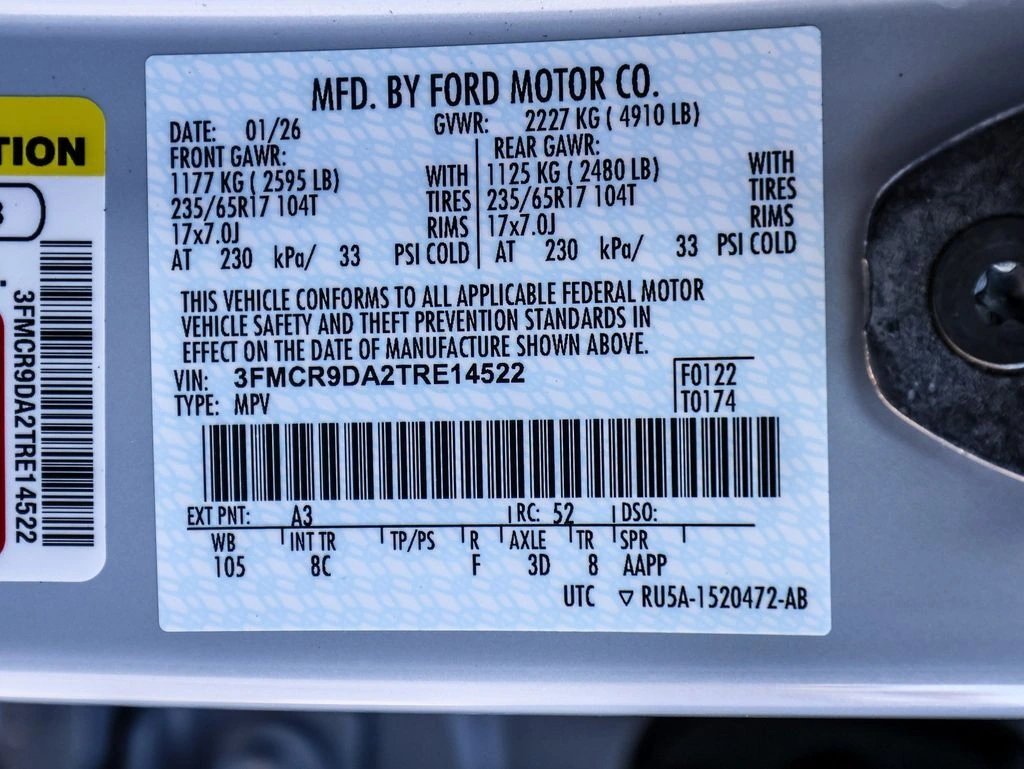 TION
3FMCR9DA2TRE14522
MFD. BY FORD MOTOR CO.
DATE: 01/26 GVWR: 2227 KG ( 4910 LB)
FRONT GAWR: REAR GAWR:
1177 KG ( 2595 LB) WITH 1125 KG ( 2480 LB) WITH
235/65R17 104T TIRES 235/65R17 104T TIRES
17x7.0J RIMS 17x7.0J RIMS
AT 230 kPa/ 33 PSI COLD AT 230 kPa/ 33 PSI COLD
THIS VEHICLE CONFORMS TO ALL APPLICABLE FEDERAL MOTOR
VEHICLE SAFETY AND THEFT PREVENTION STANDARDS IN
EFFECT ON THE DATE OF MANUFACTURE SHOWN ABOVE.
VIN: 3FMCR9DA2TRE14522 F0122
TYPE: MPV T0174
EXT PNT: A3 RC: 52 DSO:
WB INT TR TP/PS R AXLE TR SPR
105 8C F 3D 8 AAPP
UTC ▽ RU5A-1520472-AB